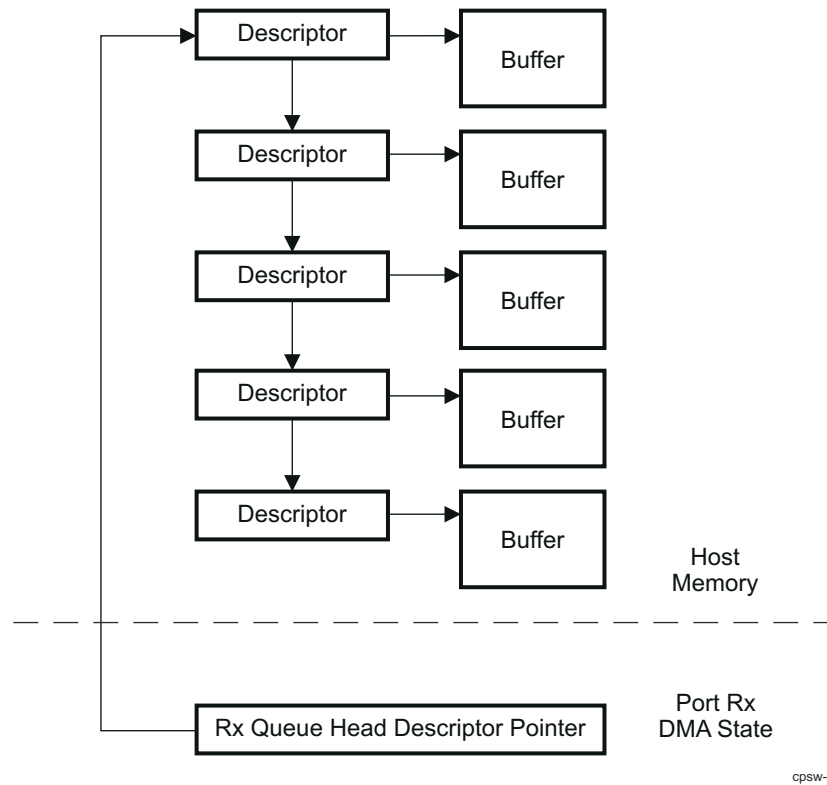 Descriptor
Buffer
Descriptor
Buffer
Descriptor
Buffer
Descriptor
Buffer
Descriptor
Buffer
Host
Memory
Rx Queue Head Descriptor Pointer
Port Rx
DMA State
cpsw-